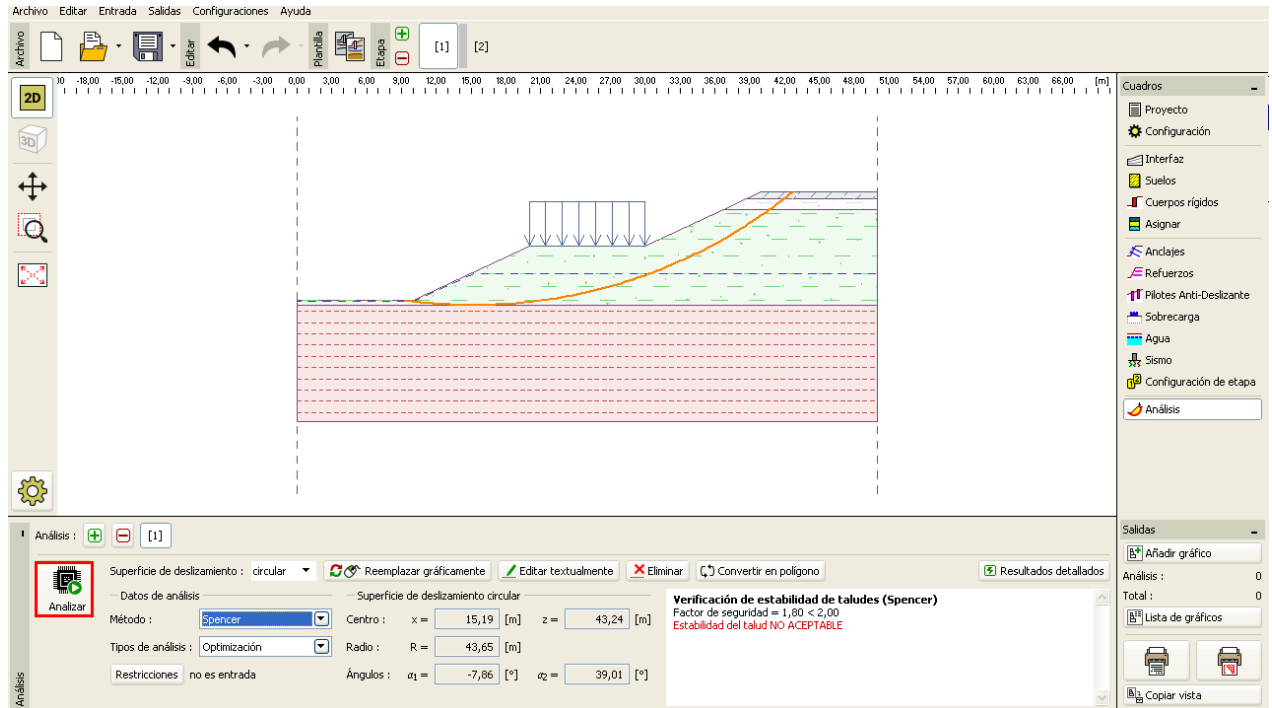 Archivo Editar Entrada Salidas Configuraciones Ayuda
Archivo
Editar
Plantilla
Etapa
[1] [2]
2D
3D
00 -18,00 -15,00 -12,00 -9,00 -6,00 -3,00 0,00 3,00 6,00 9,00 12,00 15,00 18,00 21,00 24,00 27,00 30,00 33,00 36,00 39,00 42,00 45,00 48,00 51,00 54,00 57,00 60,00 63,00 66,00 [m]
Cuadros
Proyecto
Configuración
Interfaz
Suelos
Cuerpos rígidos
Asignar
Anclajes
Refuerzos
Pilotes Anti-Deslizante
Sobrecarga
Agua
Sismo
Configuración de etapa
Análisis
Análisis : [1]
Analizar
Superficie de deslizamiento : circular Reemplazar gráficamente Editar textualmente Eliminar Convertir en polígono Resultados detallados
Datos de análisis
Método : Spencer
Tipos de análisis : Optimización
Restricciones no es entrada
Superficie de deslizamiento circular
Centro : x = 15,19 [m] z = 43,24 [m]
Radio : R = 43,65 [m]
Ángulos : α1 = -7,86 [°] α2 = 39,01 [°]
Verificación de estabilidad de taludes (Spencer)
Factor de seguridad = 1,80 < 2,00
Estabilidad del talud NO ACEPTABLE
Análisis
Salidas
Añadir gráfico
Análisis : 0
Total : 0
Lista de gráficos
Copiar vista